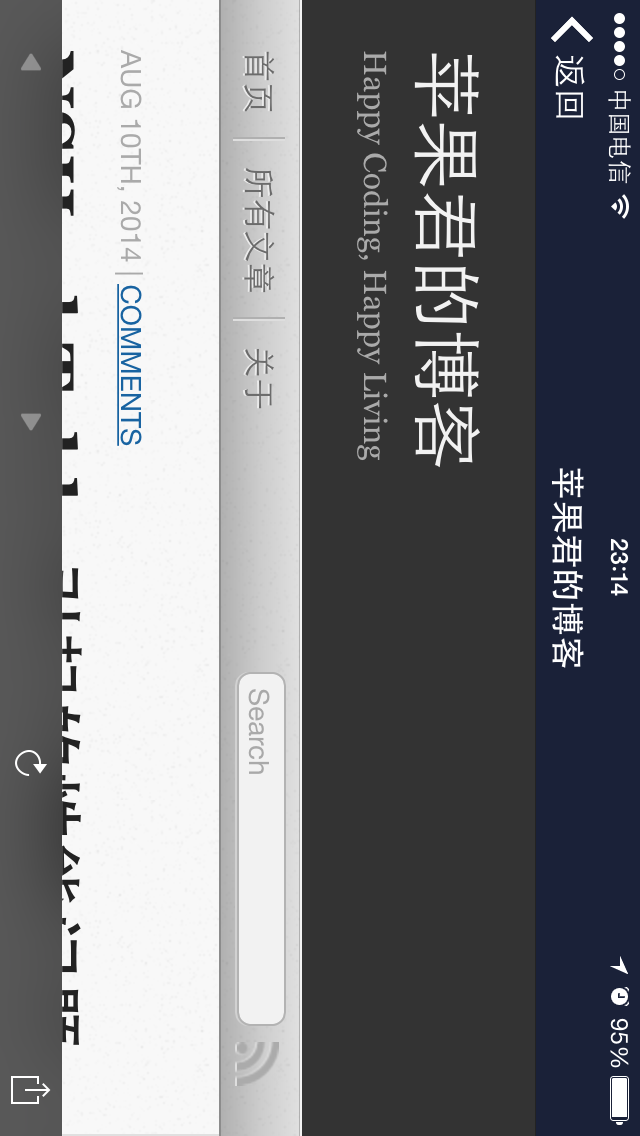 中国电信 23:14 95%
返回 苹果君的博客
苹果君的博客
Happy Coding, Happy Living
首页 所有文章 关于 Search
AUG 10TH, 2014 | COMMENTS